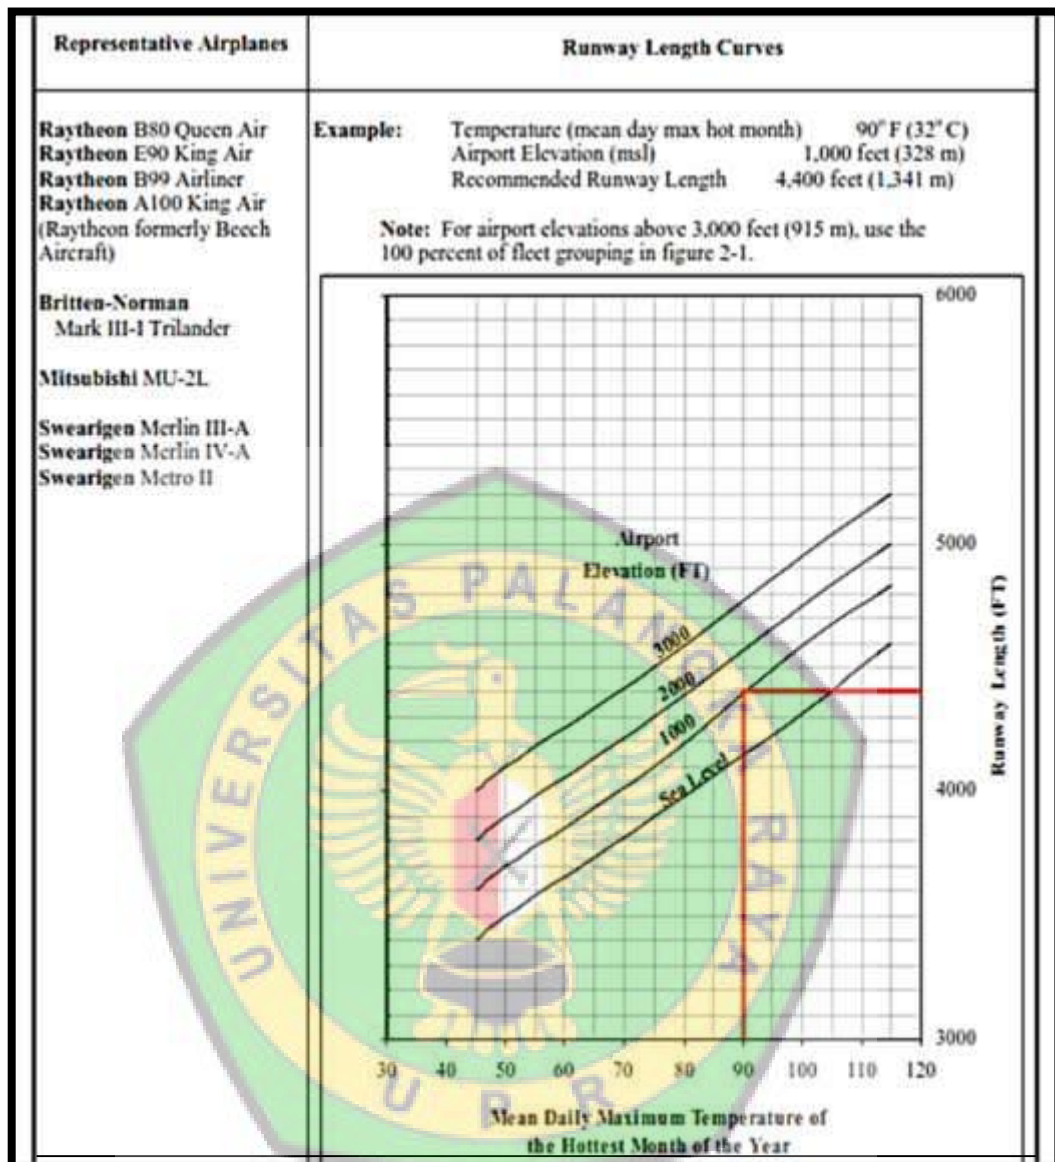 Representative Airplanes
Runway Length Curves
Raytheon B80 Queen Air
Raytheon E90 King Air
Raytheon B99 Airliner
Raytheon A100 King Air
(Raytheon formerly Beech
Aircraft)
Britten-Norman
Mark III-I Trilander
Mitsubishi MU-2L
Swearigen Merlin III-A
Swearigen Merlin IV-A
Swearigen Metro II
Example: Temperature (mean day max hot month) 90° F (32° C)
Airport Elevation (msl) 1,000 feet (328 m)
Recommended Runway Length 4,400 feet (1,341 m)
Note: For airport elevations above 3,000 feet (915 m), use the
100 percent of fleet grouping in figure 2-1.
6000
5000
4000
3000
Runway Length (FT)
Airport
Elevation (FT)
3000
2000
1000
Sea Level
30 40 50 60 70 80 90 100 110 120
Mean Daily Maximum Temperature of
the Hottest Month of the Year
UNIVERSITAS PALANGKA RAYA
UPR